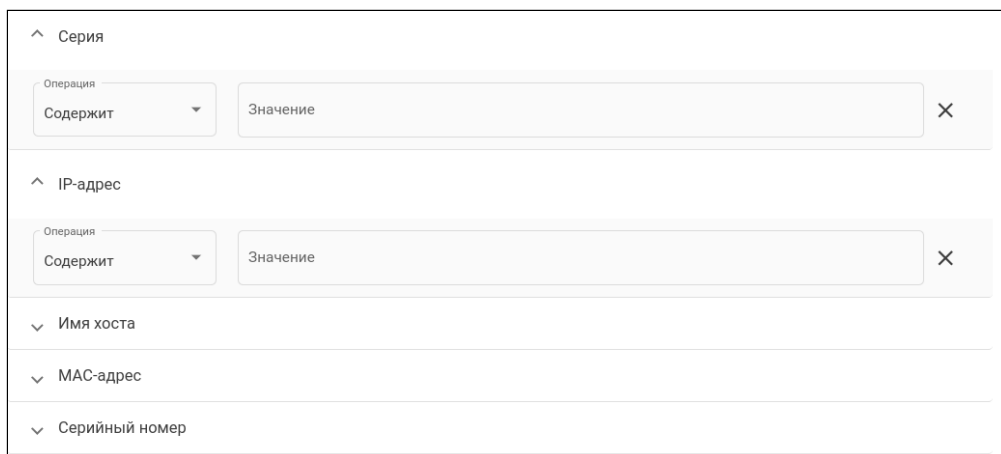 Серия
Операция
Содержит
Значение
IP-адрес
Операция
Содержит
Значение
Имя хоста
MAC-адрес
Серийный номер